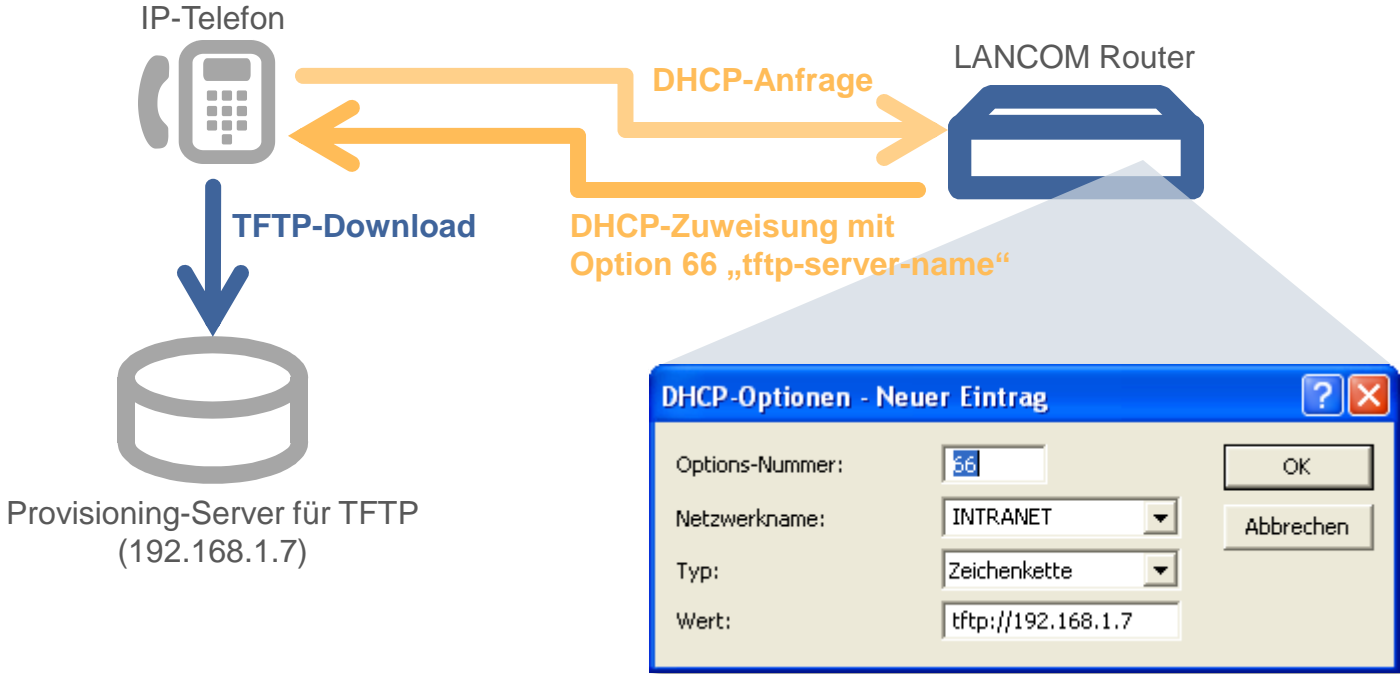 IP-Telefon
LANCOM Router
DHCP-Anfrage
TFTP-Download
DHCP-Zuweisung mit
Option 66 „tftp-server-name“
Provisioning-Server für TFTP
(192.168.1.7)
DHCP-Optionen - Neuer Eintrag
Options-Nummer: 66
OK
Netzwerkname: INTRANET
Abbrechen
Typ: Zeichenkette
Wert: tftp://192.168.1.7